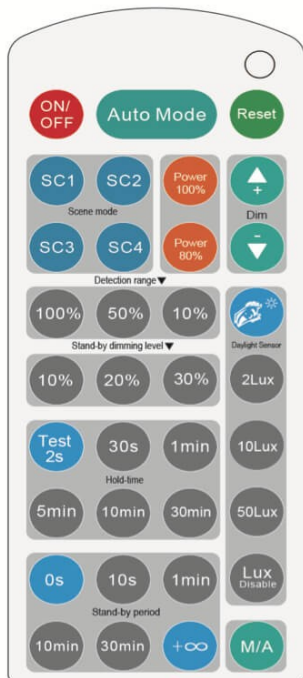 ON/
OFF
Auto Mode
Reset
SC1
SC2
Power
100%
+
Scene mode
Dim
SC3
SC4
Power
80%
-
Detection range▼
100%
50%
10%
Stand-by dimming level▼
Daylight Sensor
10%
20%
30%
2Lux
Test
2s
30s
1min
10Lux
Hold-time
5min
10min
30min
50Lux
0s
10s
1min
Lux
Disable
Stand-by period
10min
30min
+∞
M/A